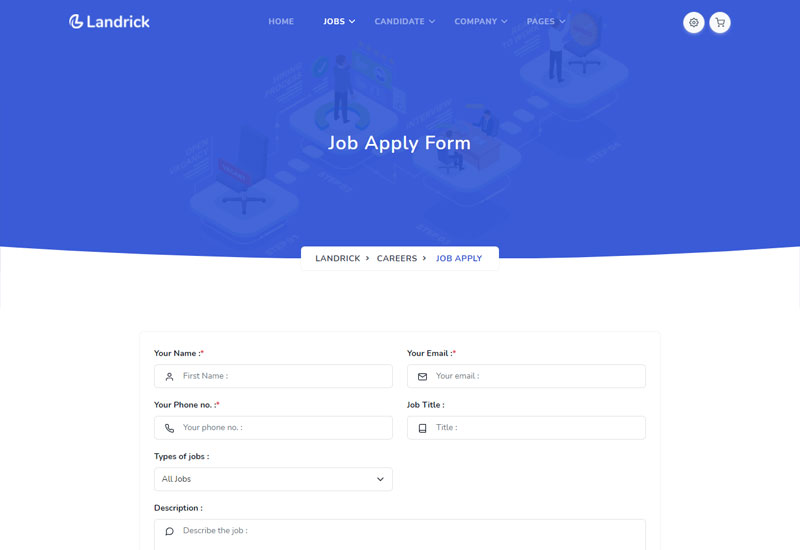 Landrick
HOME JOBS CANDIDATE COMPANY PAGES
Job Apply Form
LANDRICK > CAREERS > JOB APPLY
Your Name :* Your Email :*
First Name : Your email :
Your Phone no. :* Job Title :
Your phone no. : Title :
Types of jobs :
All Jobs
Description :
Describe the job :